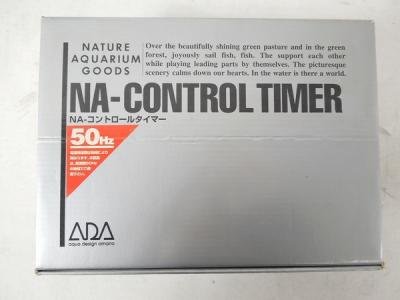 NATURE
AQUARIUM
GOODS
Over the beautifully shining green pasture and in the green
forest, joyously sail fish, fish. The support each other
while playing leading parts by themselves. The picturesque
scenery calms down our hearts. In the water is there a world.
NA-CONTROL TIMER
NA-コントロールタイマー
50Hz
ADA
aqua design amano